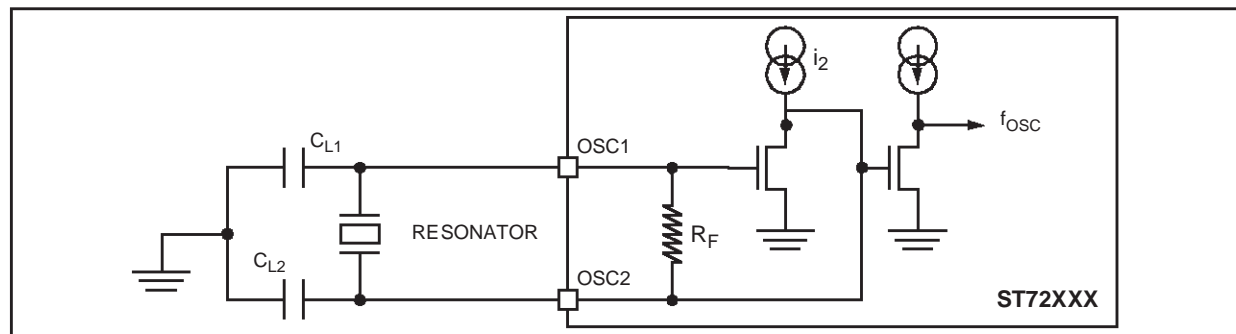 i2
fOSC
CL1
OSC1
RESONATOR
RF
CL2
OSC2
ST72XXX